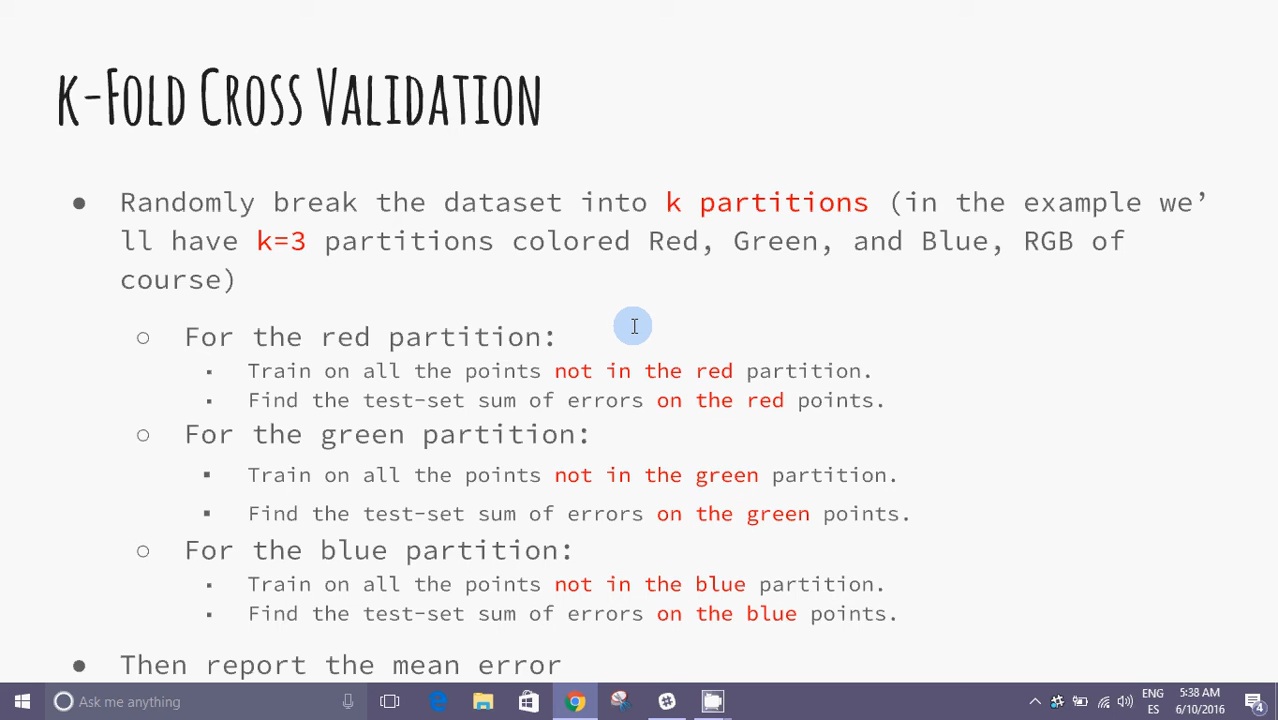 K-Fold Cross Validation
● Randomly break the dataset into k partitions (in the example we’
ll have k=3 partitions colored Red, Green, and Blue, RGB of
course)
○ For the red partition:
▪ Train on all the points not in the red partition.
▪ Find the test-set sum of errors on the red points.
○ For the green partition:
▪ Train on all the points not in the green partition.
▪ Find the test-set sum of errors on the green points.
○ For the blue partition:
▪ Train on all the points not in the blue partition.
▪ Find the test-set sum of errors on the blue points.
● Then report the mean error
Ask me anything
ENG
ES
5:38 AM
6/10/2016
4